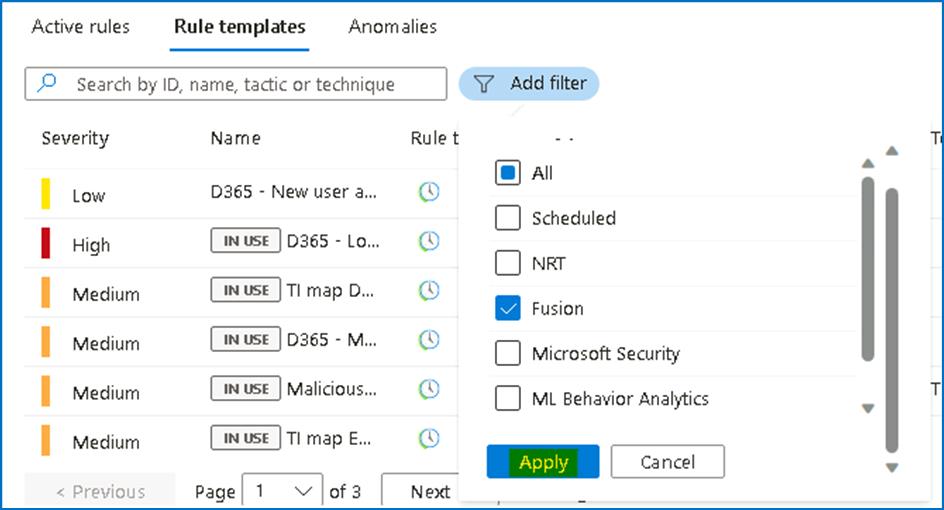 Active rules Rule templates Anomalies
Search by ID, name, tactic or technique Add filter
Severity Name Rule t
All
Low D365 - New user a...
Scheduled
High IN USE D365 - Lo...
NRT
Medium IN USE TI map D...
Fusion
Medium IN USE D365 - M...
Microsoft Security
Medium IN USE Malicious...
ML Behavior Analytics
Medium IN USE TI map E...
Apply Cancel
< Previous Page 1 of 3 Next